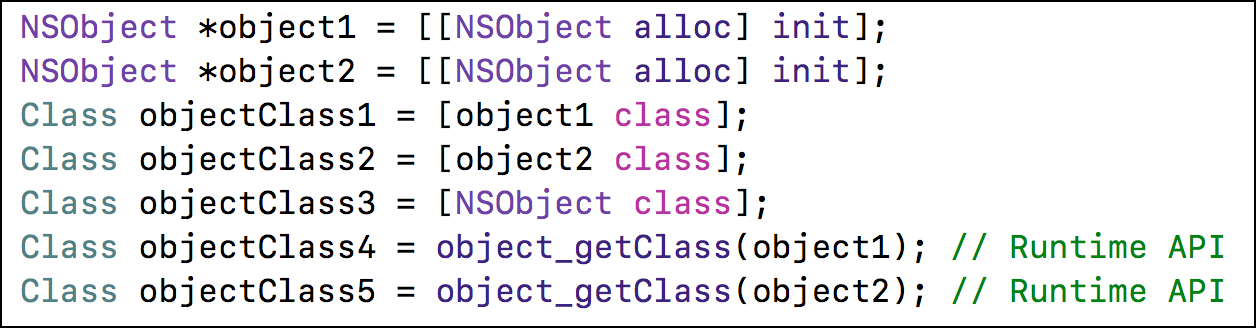 NSObject *object1 = [[NSObject alloc] init];
NSObject *object2 = [[NSObject alloc] init];
Class objectClass1 = [object1 class];
Class objectClass2 = [object2 class];
Class objectClass3 = [NSObject class];
Class objectClass4 = object_getClass(object1); // Runtime API
Class objectClass5 = object_getClass(object2); // Runtime API